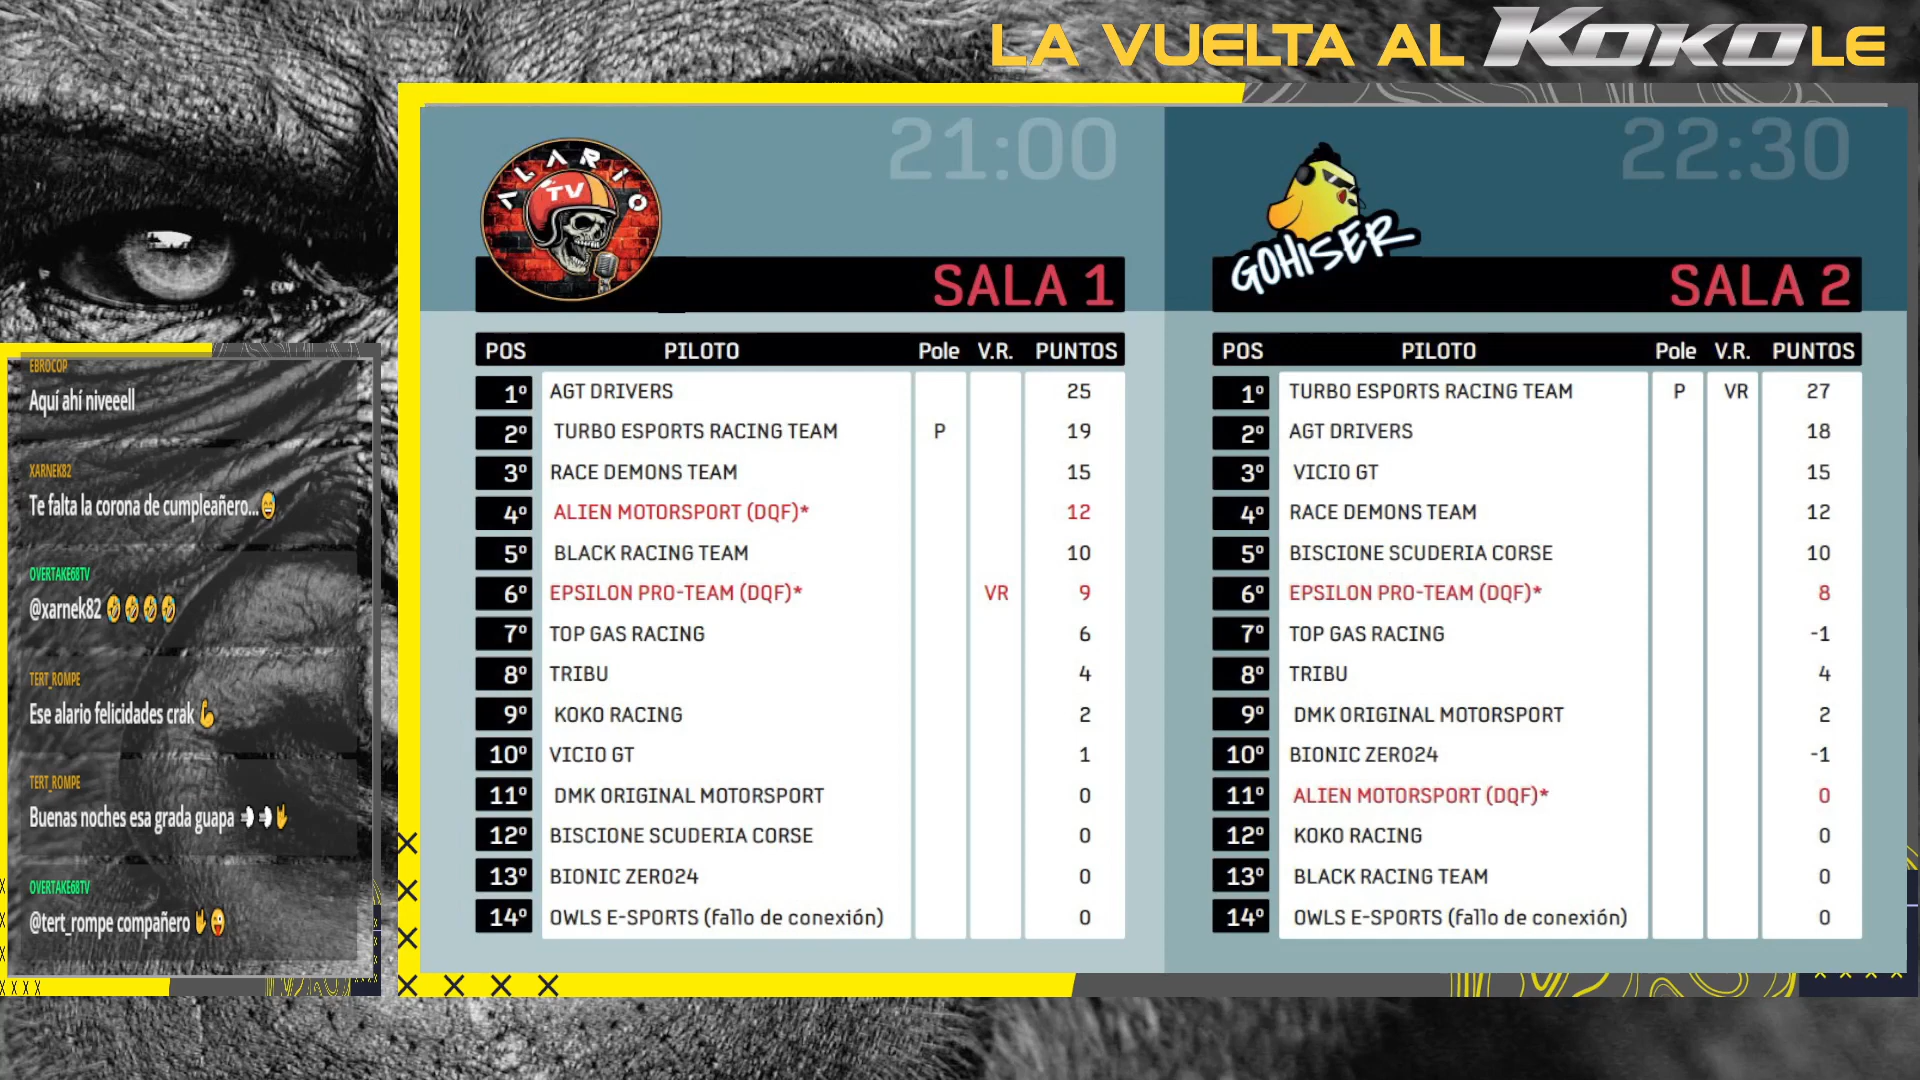 LA VUELTA AL KOKOLE
21:00
ALARIO
TV
SALA 1
POS PILOTO Pole V.R. PUNTOS
1º AGT DRIVERS 25
2º TURBO ESPORTS RACING TEAM P 19
3º RACE DEMONS TEAM 15
4º ALIEN MOTORSPORT (DQF)* 12
5º BLACK RACING TEAM 10
6º EPSILON PRO-TEAM (DQF)* VR 9
7º TOP GAS RACING 6
8º TRIBU 4
9º KOKO RACING 2
10º VICIO GT 1
11º DMK ORIGINAL MOTORSPORT 0
12º BISCIONE SCUDERIA CORSE 0
13º BIONIC ZERO24 0
14º OWLS E-SPORTS (fallo de conexión) 0
22:30
GOHISER
SALA 2
POS PILOTO Pole V.R. PUNTOS
1º TURBO ESPORTS RACING TEAM P VR 27
2º AGT DRIVERS 18
3º VICIO GT 15
4º RACE DEMONS TEAM 12
5º BISCIONE SCUDERIA CORSE 10
6º EPSILON PRO-TEAM (DQF)* 8
7º TOP GAS RACING -1
8º TRIBU 4
9º DMK ORIGINAL MOTORSPORT 2
10º BIONIC ZERO24 -1
11º ALIEN MOTORSPORT (DQF)* 0
12º KOKO RACING 0
13º BLACK RACING TEAM 0
14º OWLS E-SPORTS (fallo de conexión) 0
EBROCOP
Aquí ahí niveeell
XARNEK82
Te falta la corona de cumpleañero...😅
OVERTAKE68TV
@xarnek82 🤣🤣🤣🤣
TERT_ROMPE
Ese alario felicidades crak 💪
TERT_ROMPE
Buenas noches esa grada guapa 💨💨🤘
OVERTAKE68TV
@tert_rompe compañero 🤘😜